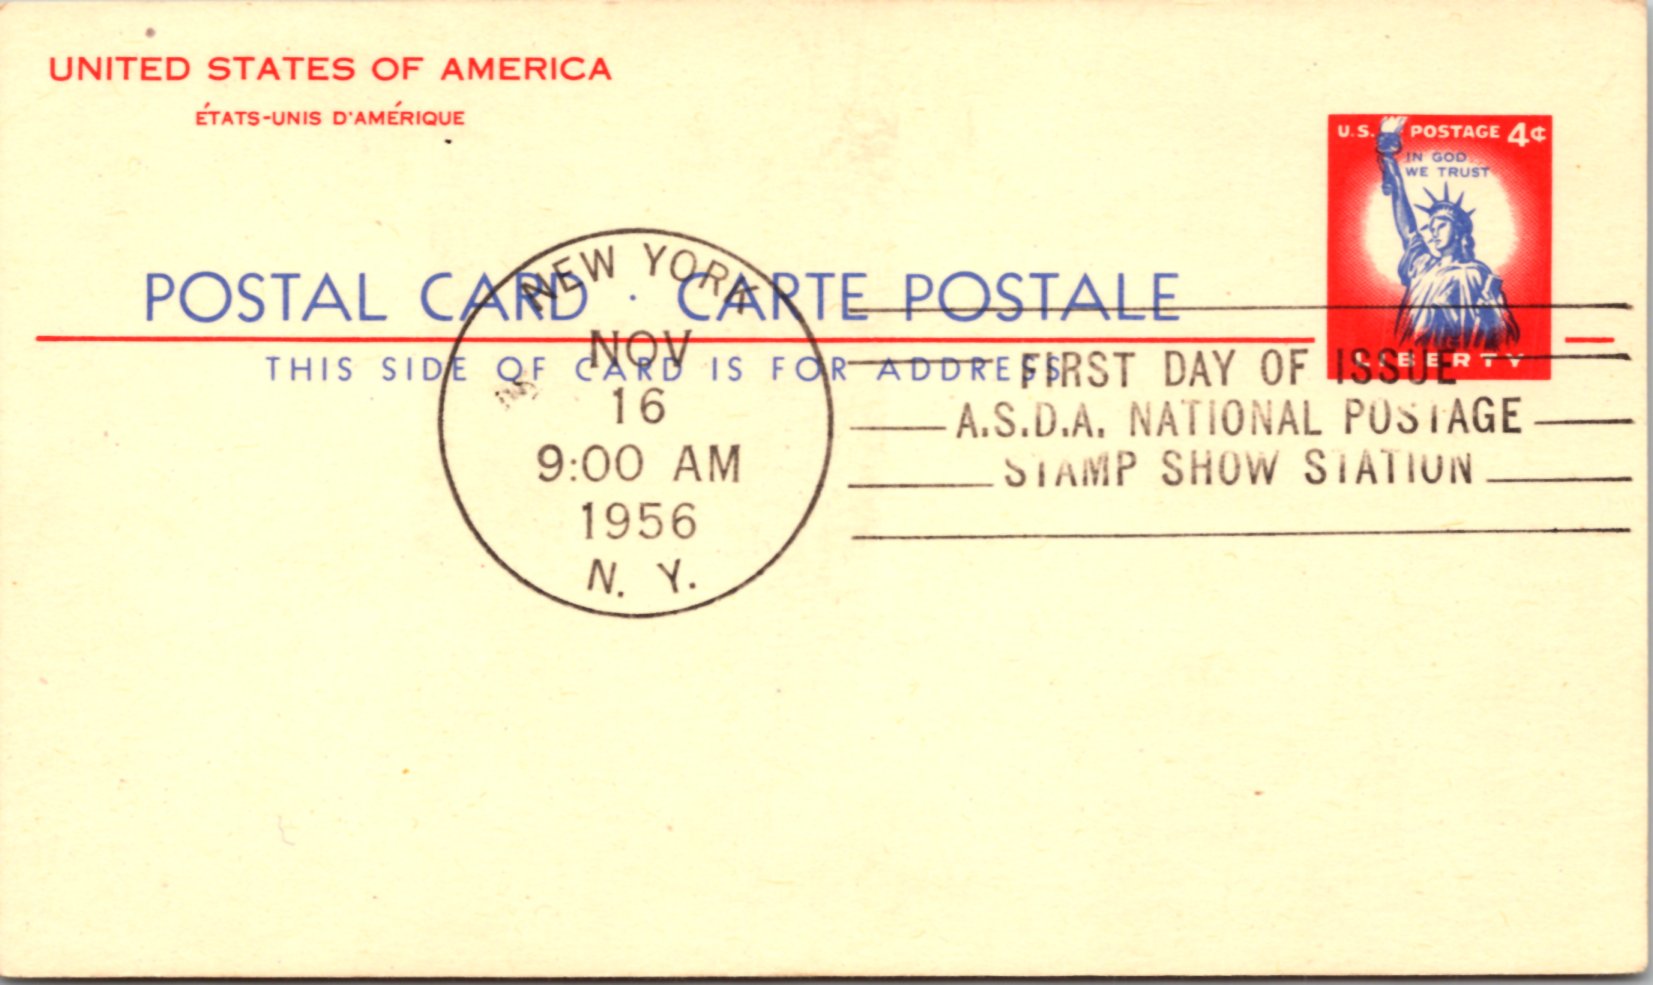 UNITED STATES OF AMERICA
ÉTATS-UNIS D'AMÉRIQUE
U.S. POSTAGE 4¢
IN GOD
WE TRUST
LIBERTY
POSTAL CARD · CARTE POSTALE
THIS SIDE OF CARD IS FOR ADDRESS
NEW YORK
NOV
16
9:00 AM
1956
N. Y.
FIRST DAY OF ISSUE
A.S.D.A. NATIONAL POSTAGE
STAMP SHOW STATION